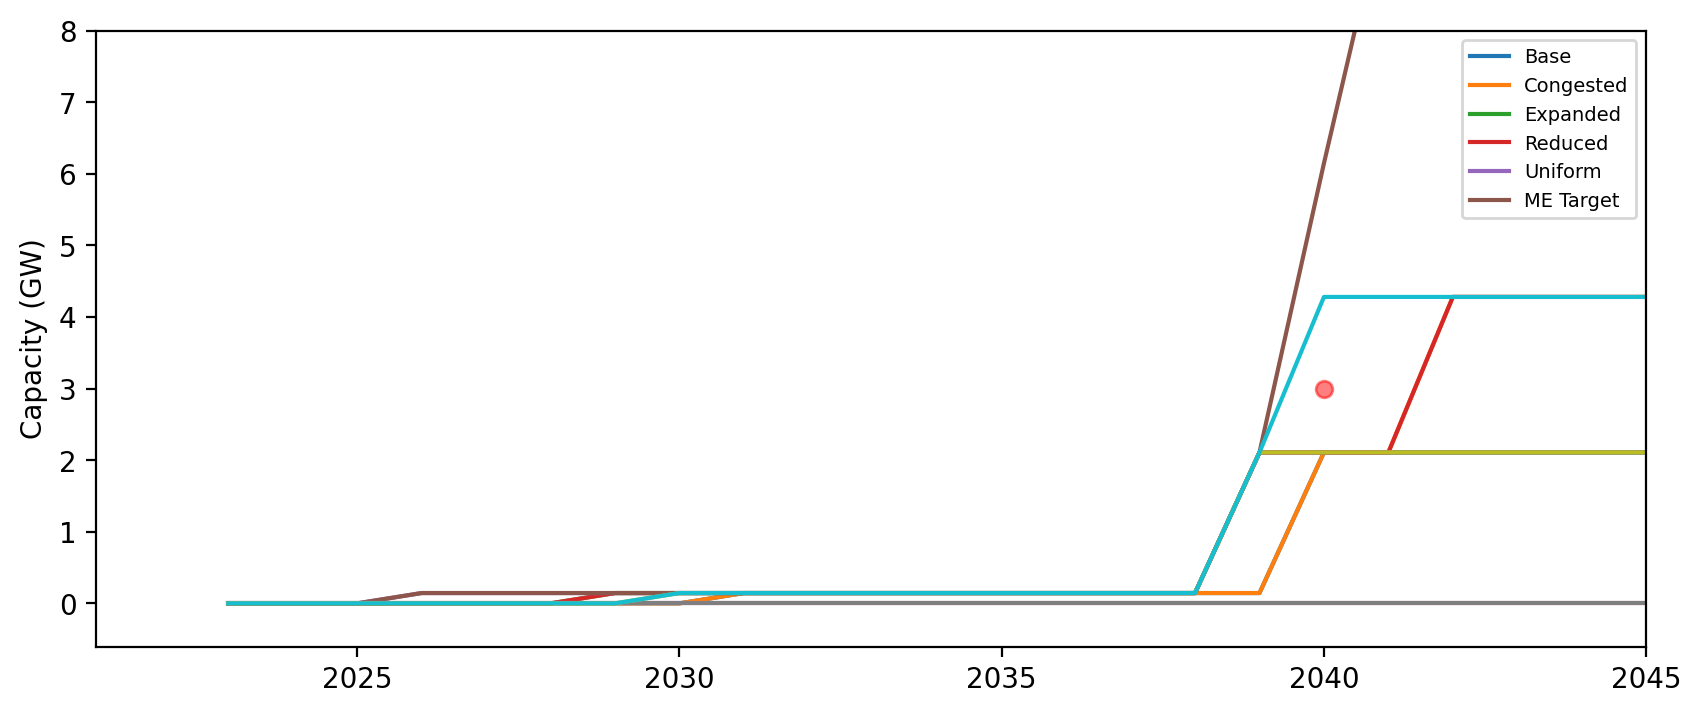 8
7
6
5
4
3
2
1
0
Capacity (GW)
Base
Congested
Expanded
Reduced
Uniform
ME Target
2025 2030 2035 2040 2045